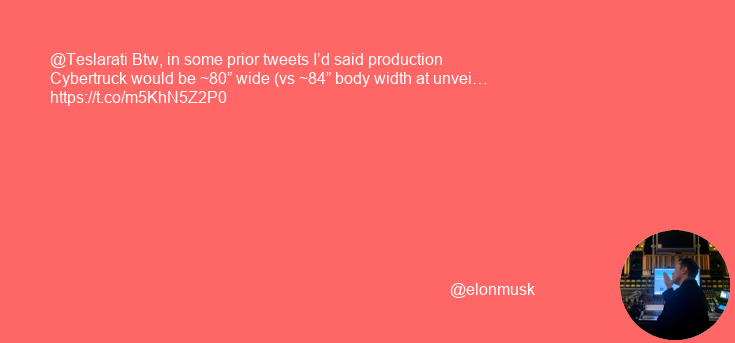 @Teslarati Btw, in some prior tweets I’d said production
Cybertruck would be ~80” wide (vs ~84” body width at unvei…
https://t.co/m5KhN5Z2P0
@elonmusk